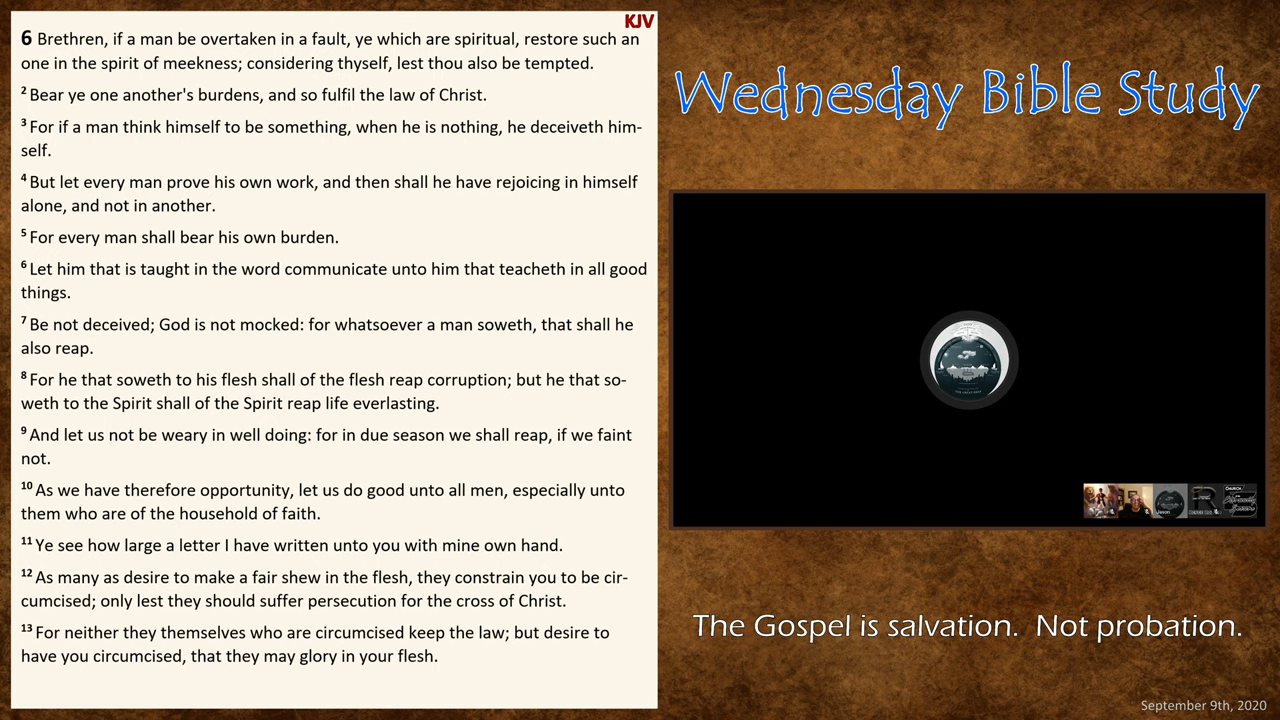 KJV
6 Brethren, if a man be overtaken in a fault, ye which are spiritual, restore such an
one in the spirit of meekness; considering thyself, lest thou also be tempted.
2 Bear ye one another's burdens, and so fulfil the law of Christ.
3 For if a man think himself to be something, when he is nothing, he deceiveth him-
self.
4 But let every man prove his own work, and then shall he have rejoicing in himself
alone, and not in another.
5 For every man shall bear his own burden.
6 Let him that is taught in the word communicate unto him that teacheth in all good
things.
7 Be not deceived; God is not mocked: for whatsoever a man soweth, that shall he
also reap.
8 For he that soweth to his flesh shall of the flesh reap corruption; but he that so-
weth to the Spirit shall of the Spirit reap life everlasting.
9 And let us not be weary in well doing: for in due season we shall reap, if we faint
not.
10 As we have therefore opportunity, let us do good unto all men, especially unto
them who are of the household of faith.
11 Ye see how large a letter I have written unto you with mine own hand.
12 As many as desire to make a fair shew in the flesh, they constrain you to be cir-
cumcised; only lest they should suffer persecution for the cross of Christ.
13 For neither they themselves who are circumcised keep the law; but desire to
have you circumcised, that they may glory in your flesh.
Wednesday Bible Study
Jason
CHURCH
The Gospel is salvation. Not probation.
September 9th, 2020